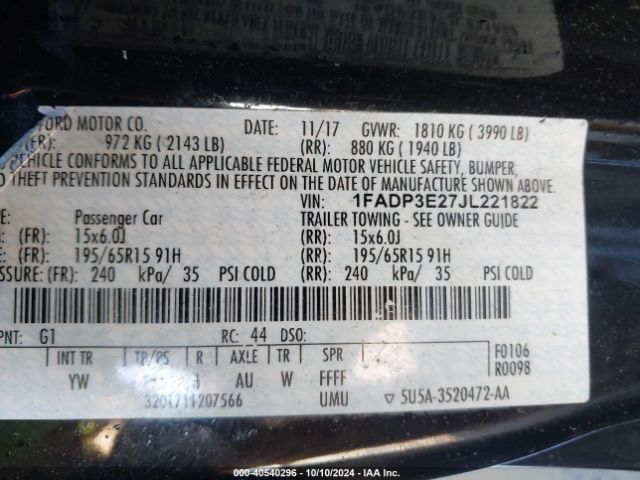 FORD MOTOR CO. DATE: 11/17 GVWR: 1810 KG ( 3990 LB)
(FR): 972 KG ( 2143 LB) (RR): 880 KG ( 1940 LB)
VEHICLE CONFORMS TO ALL APPLICABLE FEDERAL MOTOR VEHICLE SAFETY, BUMPER,
THEFT PREVENTION STANDARDS IN EFFECT ON THE DATE OF MANUFACTURE SHOWN ABOVE.
VIN: 1FADP3E27JL221822
Passenger Car TRAILER TOWING - SEE OWNER GUIDE
(FR): 15x6.0J (RR): 15x6.0J
(FR): 195/65R15 91H (RR): 195/65R15 91H
SSURE: (FR): 240 kPa/ 35 PSI COLD (RR): 240 kPa/ 35 PSI COLD
PNT: G1 RC: 44 DSO:
INT TR TP/PS R AXLE TR SPR F0106
YW AU W FFFF R0098
3201711207566 UMU 5U5A-3520472-AA
000-40540296 - 10/10/2024 - IAA Inc.